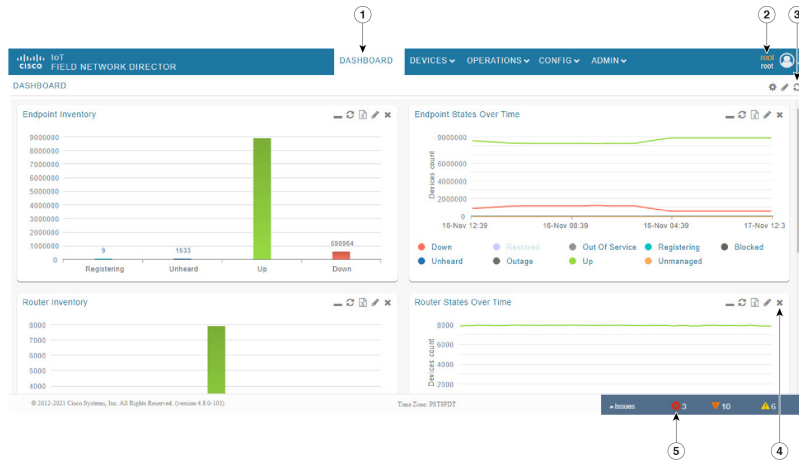 1
2
3
IoT
CISCO FIELD NETWORK DIRECTOR
DASHBOARD DEVICES OPERATIONS CONFIG ADMIN
root
root
DASHBOARD
Endpoint Inventory
9000000
8000000
7000000
6000000
5000000
4000000
3000000
2000000
1000000
0
9
1533
598964
Registering Unheard Up Down
Endpoint States Over Time
Devices count
9000000
6000000
4000000
2000000
0
16-Nov 12:39 16-Nov 08:39 16-Nov 04:39 17-Nov 12:3
Down Restored Out Of Service Registering Blocked
Unheard Outage Up Unmanaged
Router Inventory
8000
7000
6000
5000
4000
Router States Over Time
Devices count
8000
6000
4000
2000
© 2012-2021 Cisco Systems, Inc. All Rights Reserved. (version 4.8.0-101) Time Zone: PST8PDT
Issues 3 10 6
5
4